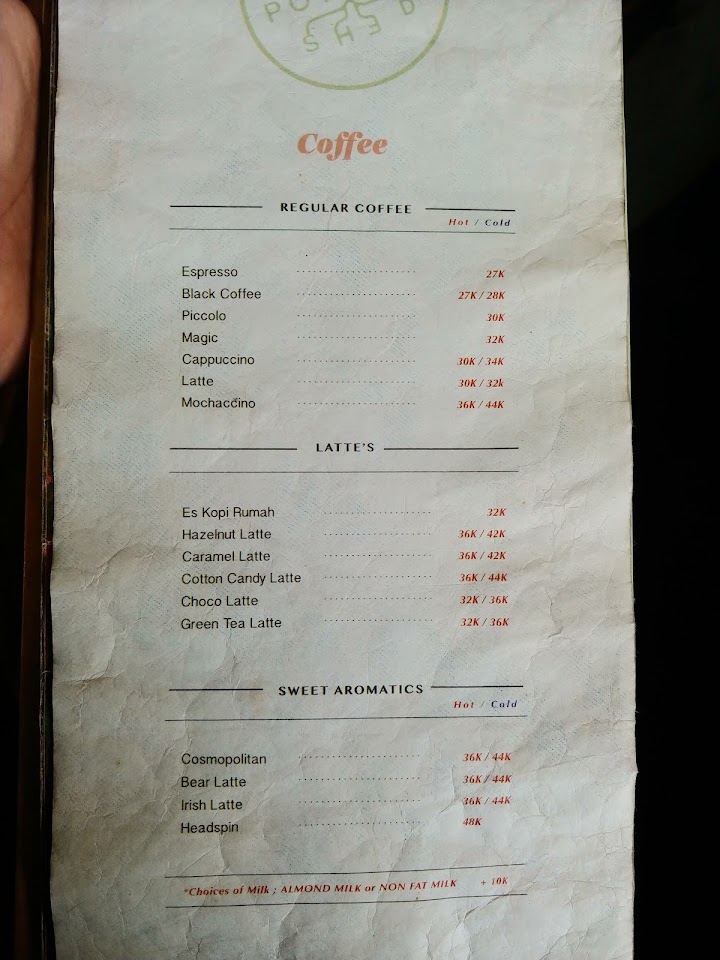 SHED
Coffee
REGULAR COFFEE
Hot / Cold
Espresso 27K
Black Coffee 27K / 28K
Piccolo 30K
Magic 32K
Cappuccino 30K / 34K
Latte 30K / 32k
Mochaccino 36K / 44K
LATTE'S
Es Kopi Rumah 32K
Hazelnut Latte 36K / 42K
Caramel Latte 36K / 42K
Cotton Candy Latte 36K / 44K
Choco Latte 32K / 36K
Green Tea Latte 32K / 36K
SWEET AROMATICS
Hot / Cold
Cosmopolitan 36K / 44K
Bear Latte 36K / 44K
Irish Latte 36K / 44K
Headspin 48K
*Choices of Milk ; ALMOND MILK or NON FAT MILK + 10K